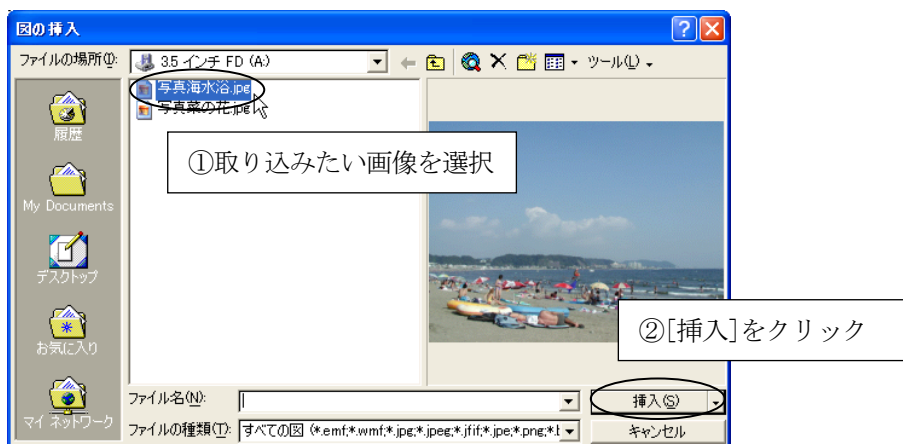 図の挿入
ファイルの場所(I):
3.5 インチ FD (A:)
ツール(L)
写真海水浴.jpg
写真菜の花.jpg
①取り込みたい画像を選択
履歴
My Documents
デスクトップ
お気に入り
マイ ネットワーク
②[挿入]をクリック
ファイル名(N):
挿入(S)
ファイルの種類(T):
すべての図 (*.emf;*.wmf;*.jpg;*.jpeg;*.jfif;*.jpe;*.png;*.b
キャンセル